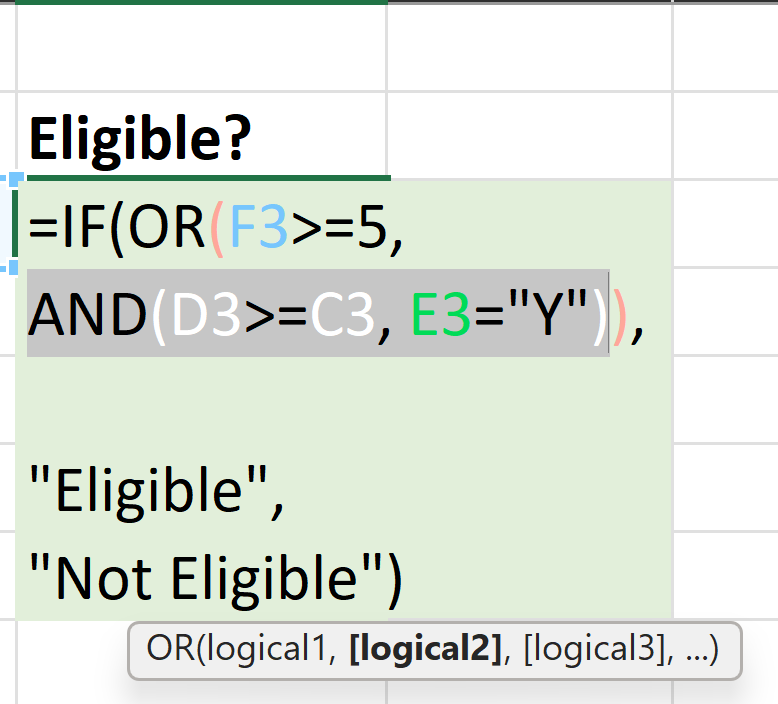 Eligible?
=IF(OR(F3>=5,
AND(D3>=C3, E3="Y")),
"Eligible",
"Not Eligible")
OR(logical1, [logical2], [logical3], ...)